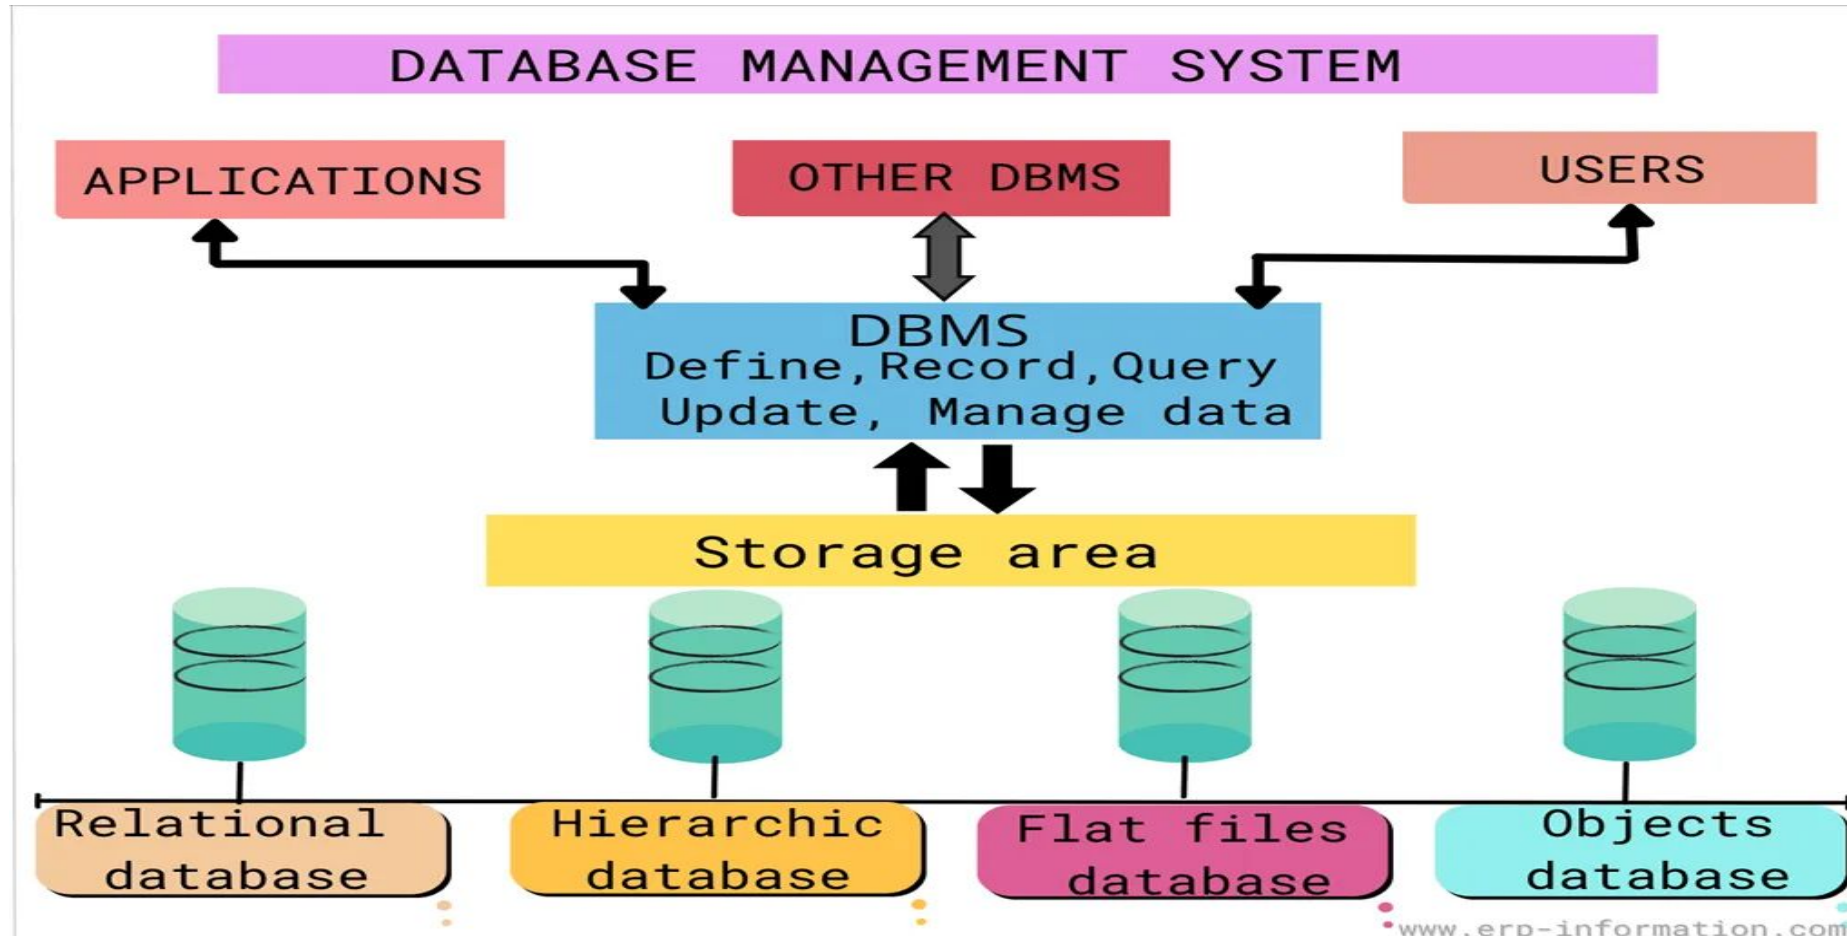 DATABASE MANAGEMENT SYSTEM
APPLICATIONS
OTHER DBMS
USERS
DBMS
Define,Record,Query
Update, Manage data
Storage area
Relational
database
Hierarchic
database
Flat files
database
Objects
database
www.erp-information.com